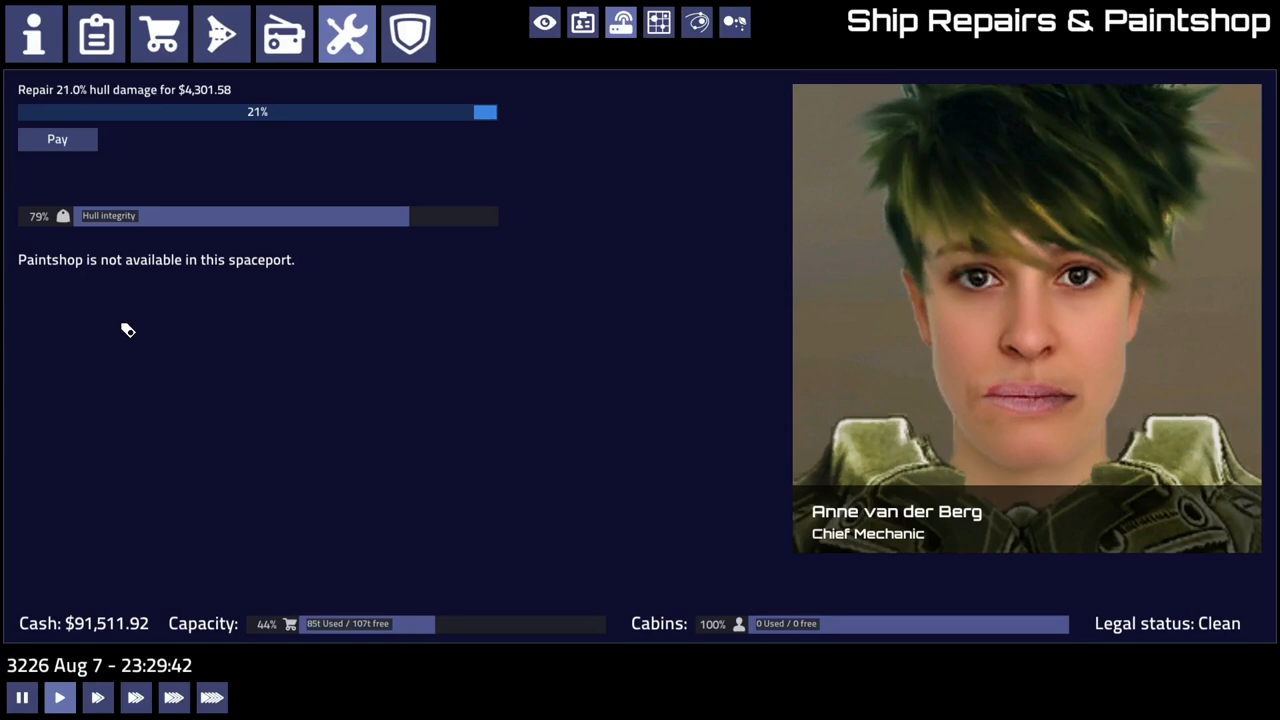 Ship Repairs & Paintshop
Repair 21.0% hull damage for $4,301.58
21%
Pay
79% Hull integrity
Paintshop is not available in this spaceport.
Anne van der Berg
Chief Mechanic
Cash: $91,511.92 Capacity: 44% 85t Used / 107t free Cabins: 100% 0 Used / 0 free Legal status: Clean
3226 Aug 7 - 23:29:42